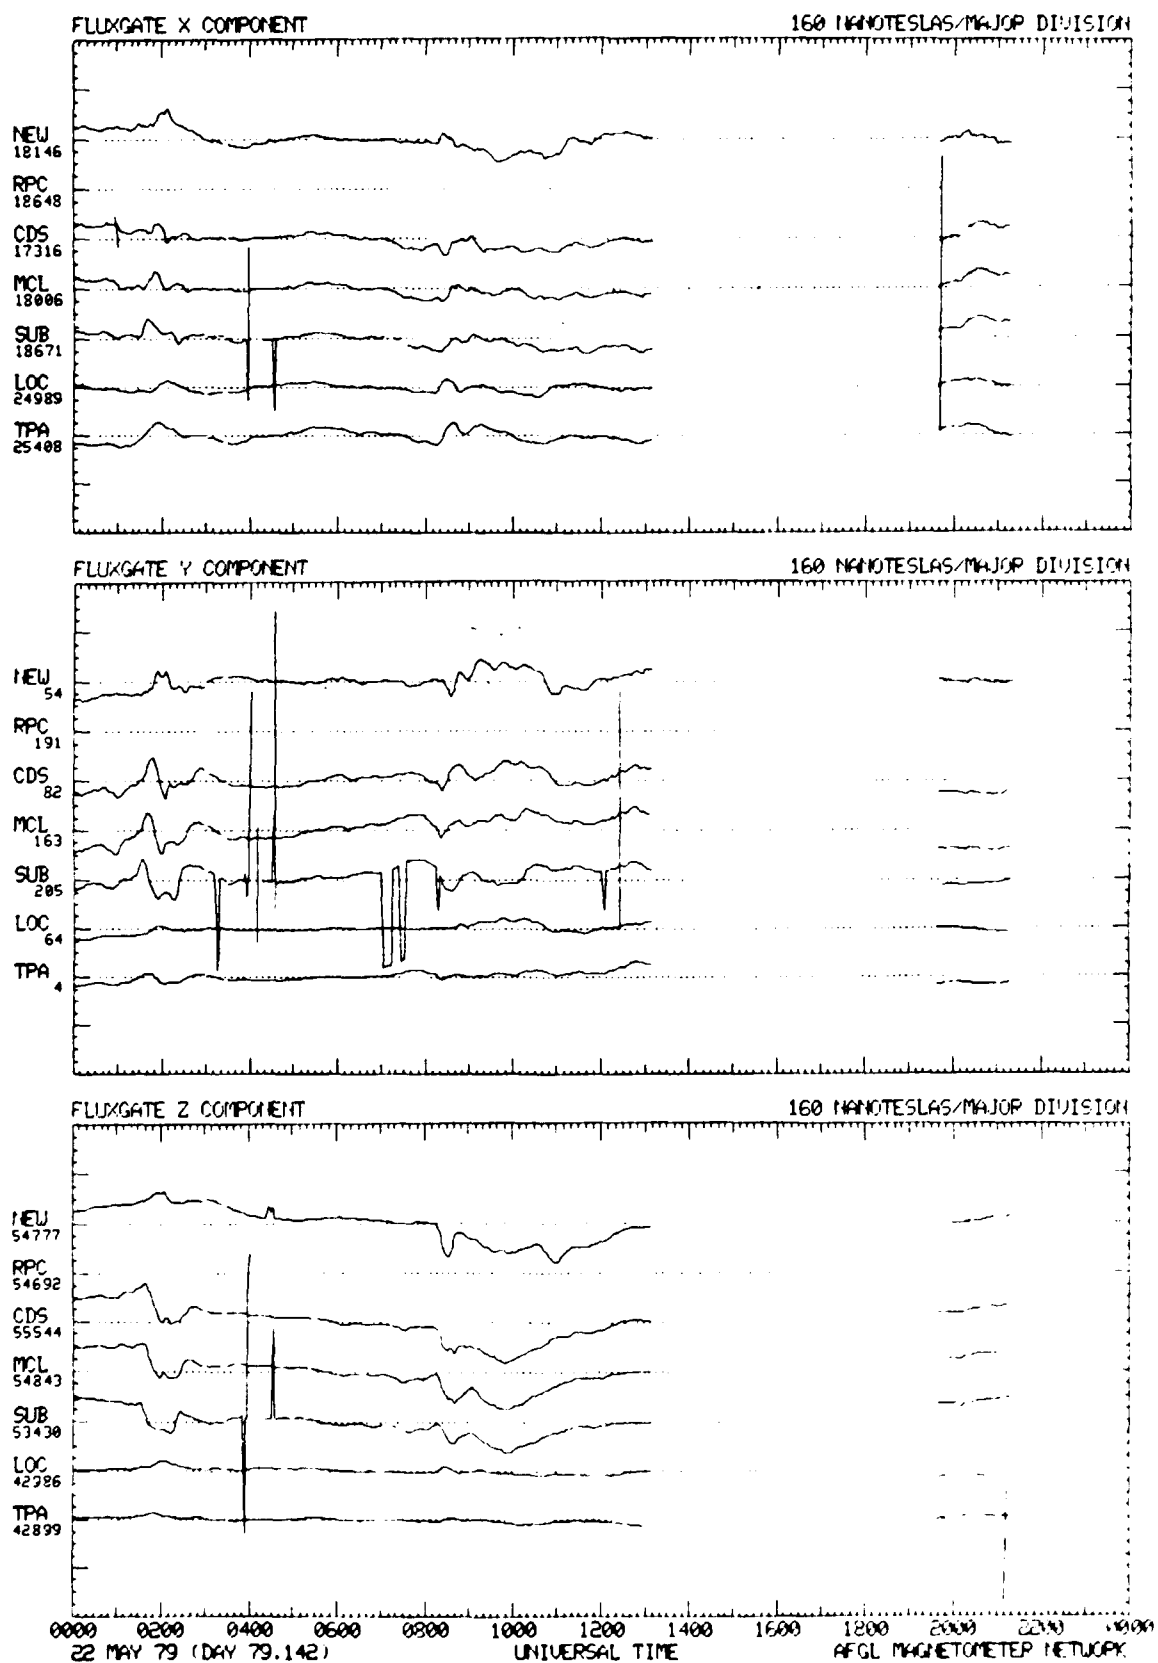 FLUXGATE X COMPONENT 160 NANOTESLAS/MAJOR DIVISION
NEW
18146
RPC
18648
CDS
17316
MCL
18006
SUB
18671
LOC
24989
TPA
25408
FLUXGATE Y COMPONENT 160 NANOTESLAS/MAJOR DIVISION
NEW
54
RPC
191
CDS
82
MCL
163
SUB
205
LOC
64
TPA
4
FLUXGATE Z COMPONENT 160 NANOTESLAS/MAJOR DIVISION
NEW
54777
RPC
54692
CDS
55544
MCL
54843
SUB
53430
LOC
42986
TPA
42899
0000 0200 0400 0600 0800 1000 1200 1400 1600 1800 2000 2200
22 MAY 79 (DAY 79.142) UNIVERSAL TIME AFGL MAGNETOMETER NETWORK